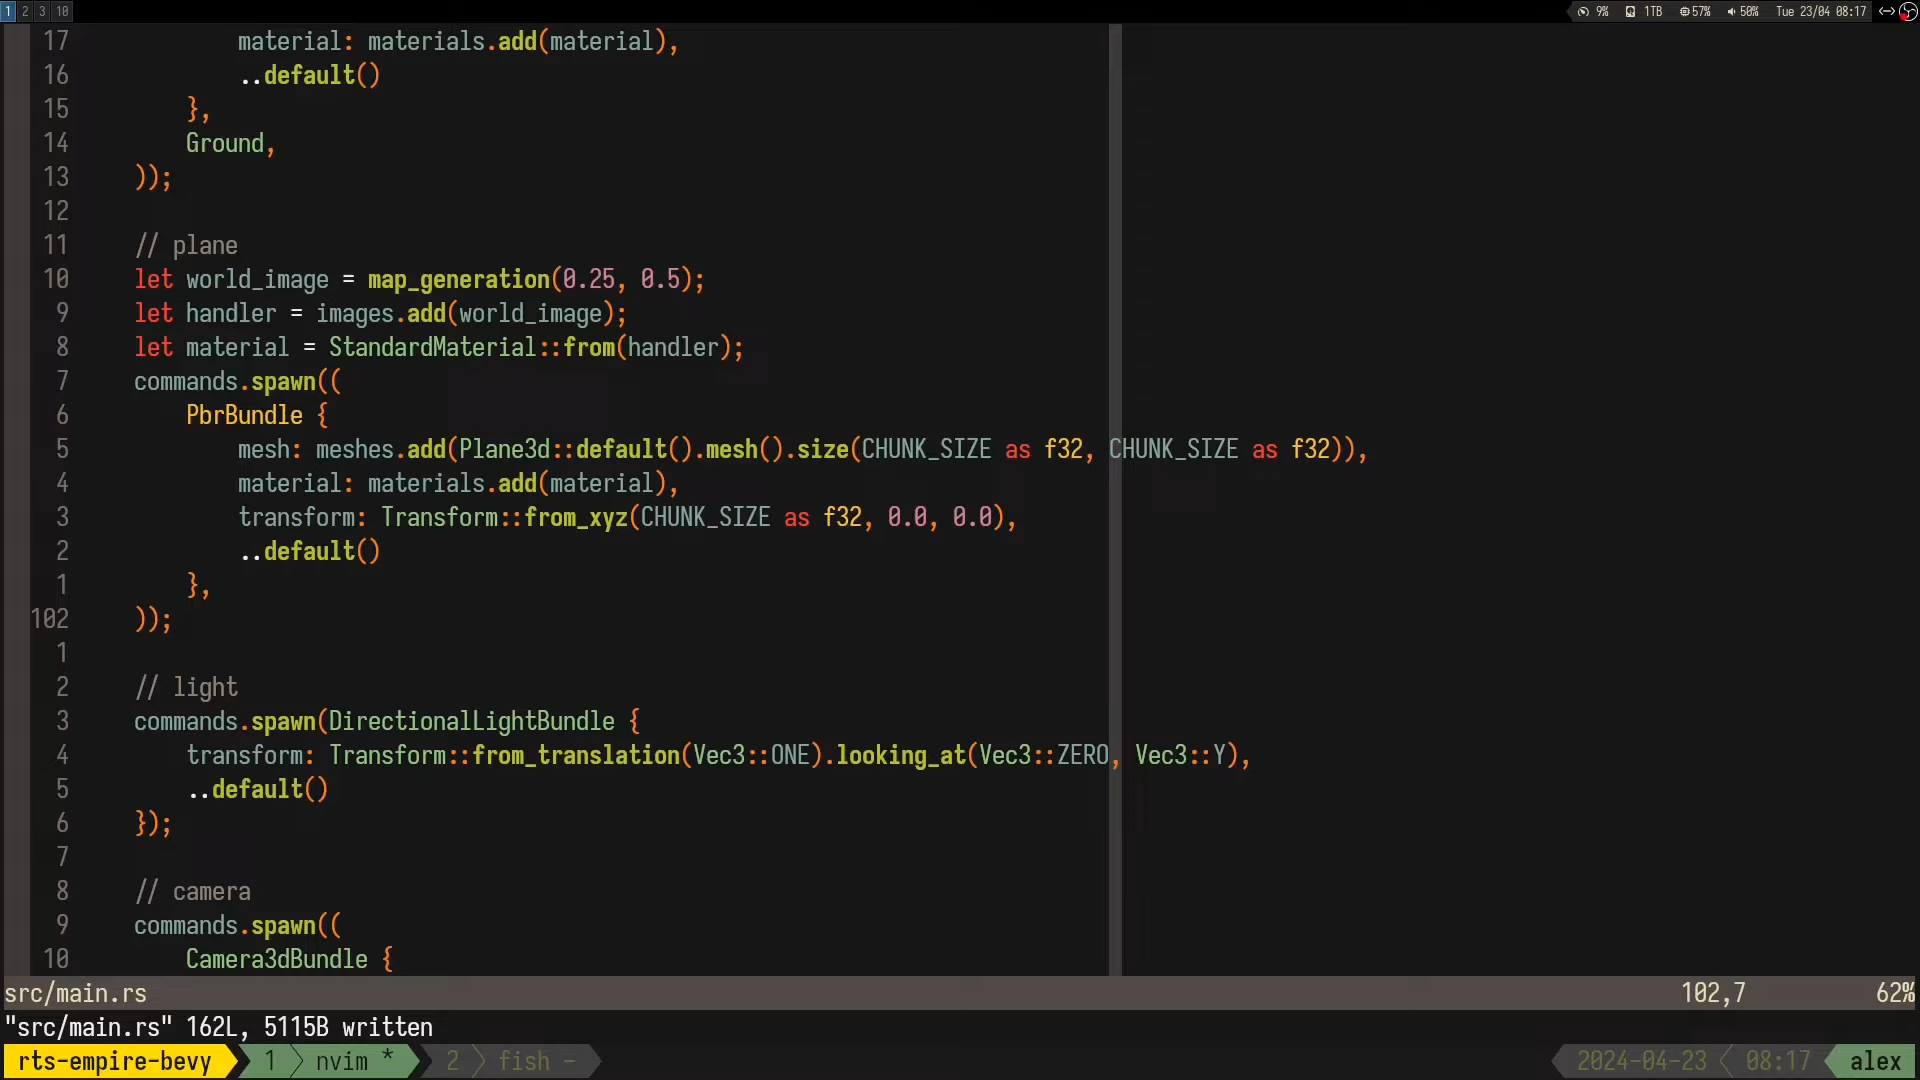 1 2 3 10 9% 1TB 57% 50% Tue 23/04 08:17
17 material: materials.add(material),
16 ..default()
15 },
14 Ground,
13 ));
12
11 // plane
10 let world_image = map_generation(0.25, 0.5);
9 let handler = images.add(world_image);
8 let material = StandardMaterial::from(handler);
7 commands.spawn((
6 PbrBundle {
5 mesh: meshes.add(Plane3d::default().mesh().size(CHUNK_SIZE as f32, CHUNK_SIZE as f32)),
4 material: materials.add(material),
3 transform: Transform::from_xyz(CHUNK_SIZE as f32, 0.0, 0.0),
2 ..default()
1 },
102 ));
1
2 // light
3 commands.spawn(DirectionalLightBundle {
4 transform: Transform::from_translation(Vec3::ONE).looking_at(Vec3::ZERO, Vec3::Y),
5 ..default()
6 });
7
8 // camera
9 commands.spawn((
10 Camera3dBundle {
src/main.rs 102,7 62%
"src/main.rs" 162L, 5115B written
rts-empire-bevy 1 nvim * 2 fish - 2024-04-23 08:17 alex